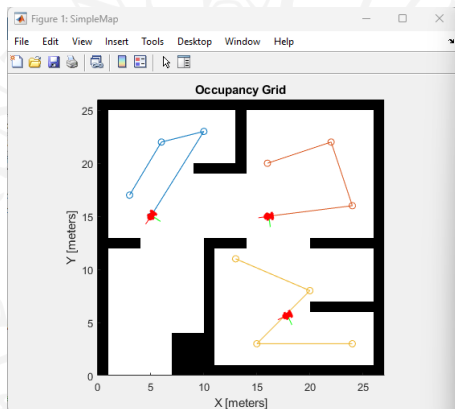 Figure 1: SimpleMap
File Edit View Insert Tools Desktop Window Help
Occupancy Grid
25
20
15
10
5
0
Y [meters]
0 5 10 15 20 25
X [meters]